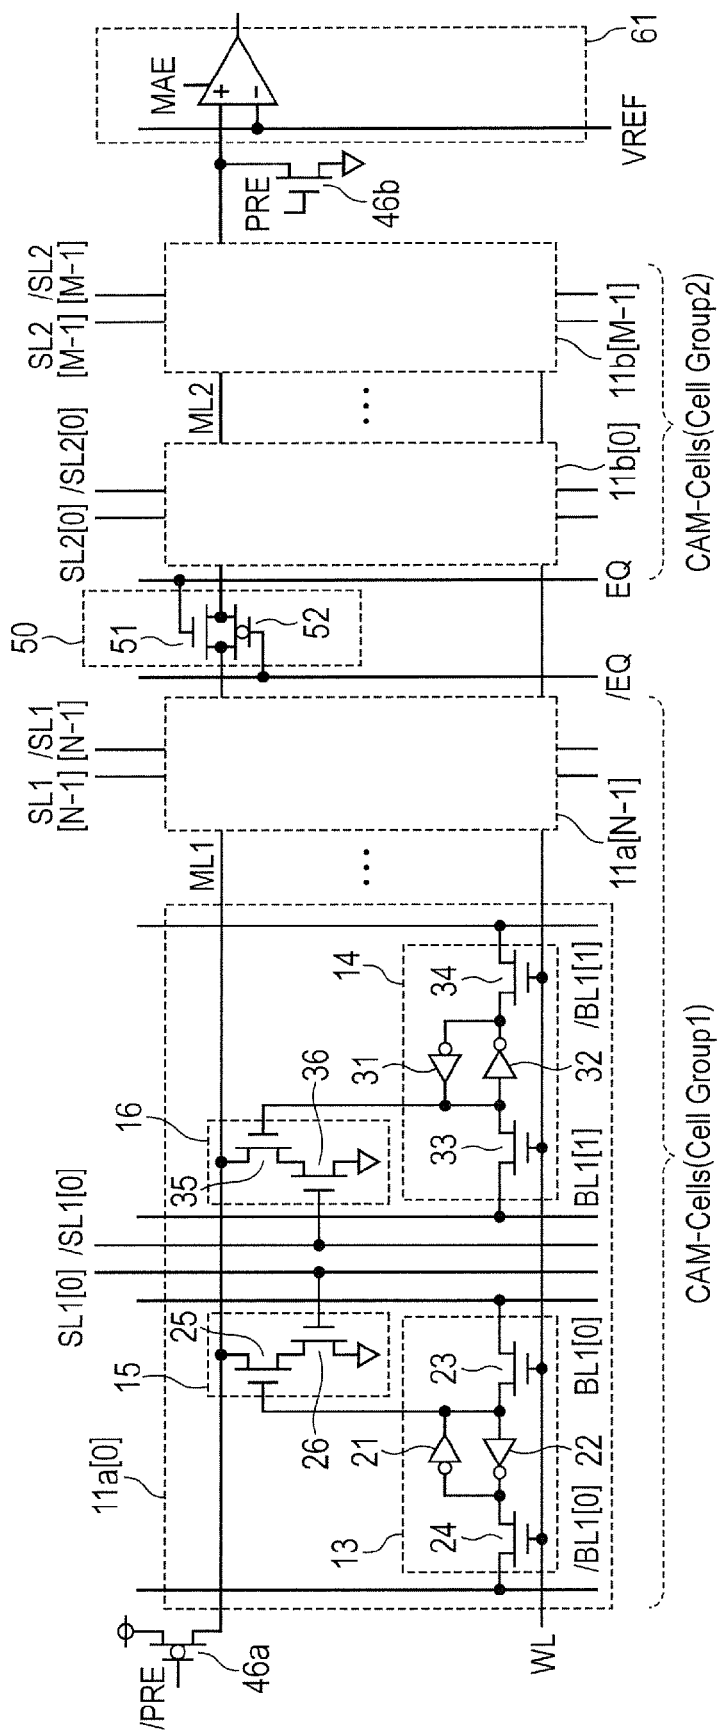 /PRE
46a
11a[0]
15
25
26
SL1[0]
/SL1[0]
16
35
36
13
21
22
23
24
/BL1[0]
BL1[0]
14
31
32
33
34
BL1[1]
/BL1[1]
WL
ML1
...
SL1
[N-1]
/SL1
[N-1]
11a[N-1]
CAM-Cells(Cell Group1)
50
51
52
/EQ
EQ
SL2[0]
/SL2[0]
11b[0]
ML2
...
SL2
[M-1]
/SL2
[M-1]
11b[M-1]
CAM-Cells(Cell Group2)
PRE
46b
MAE
+
-
VREF
61